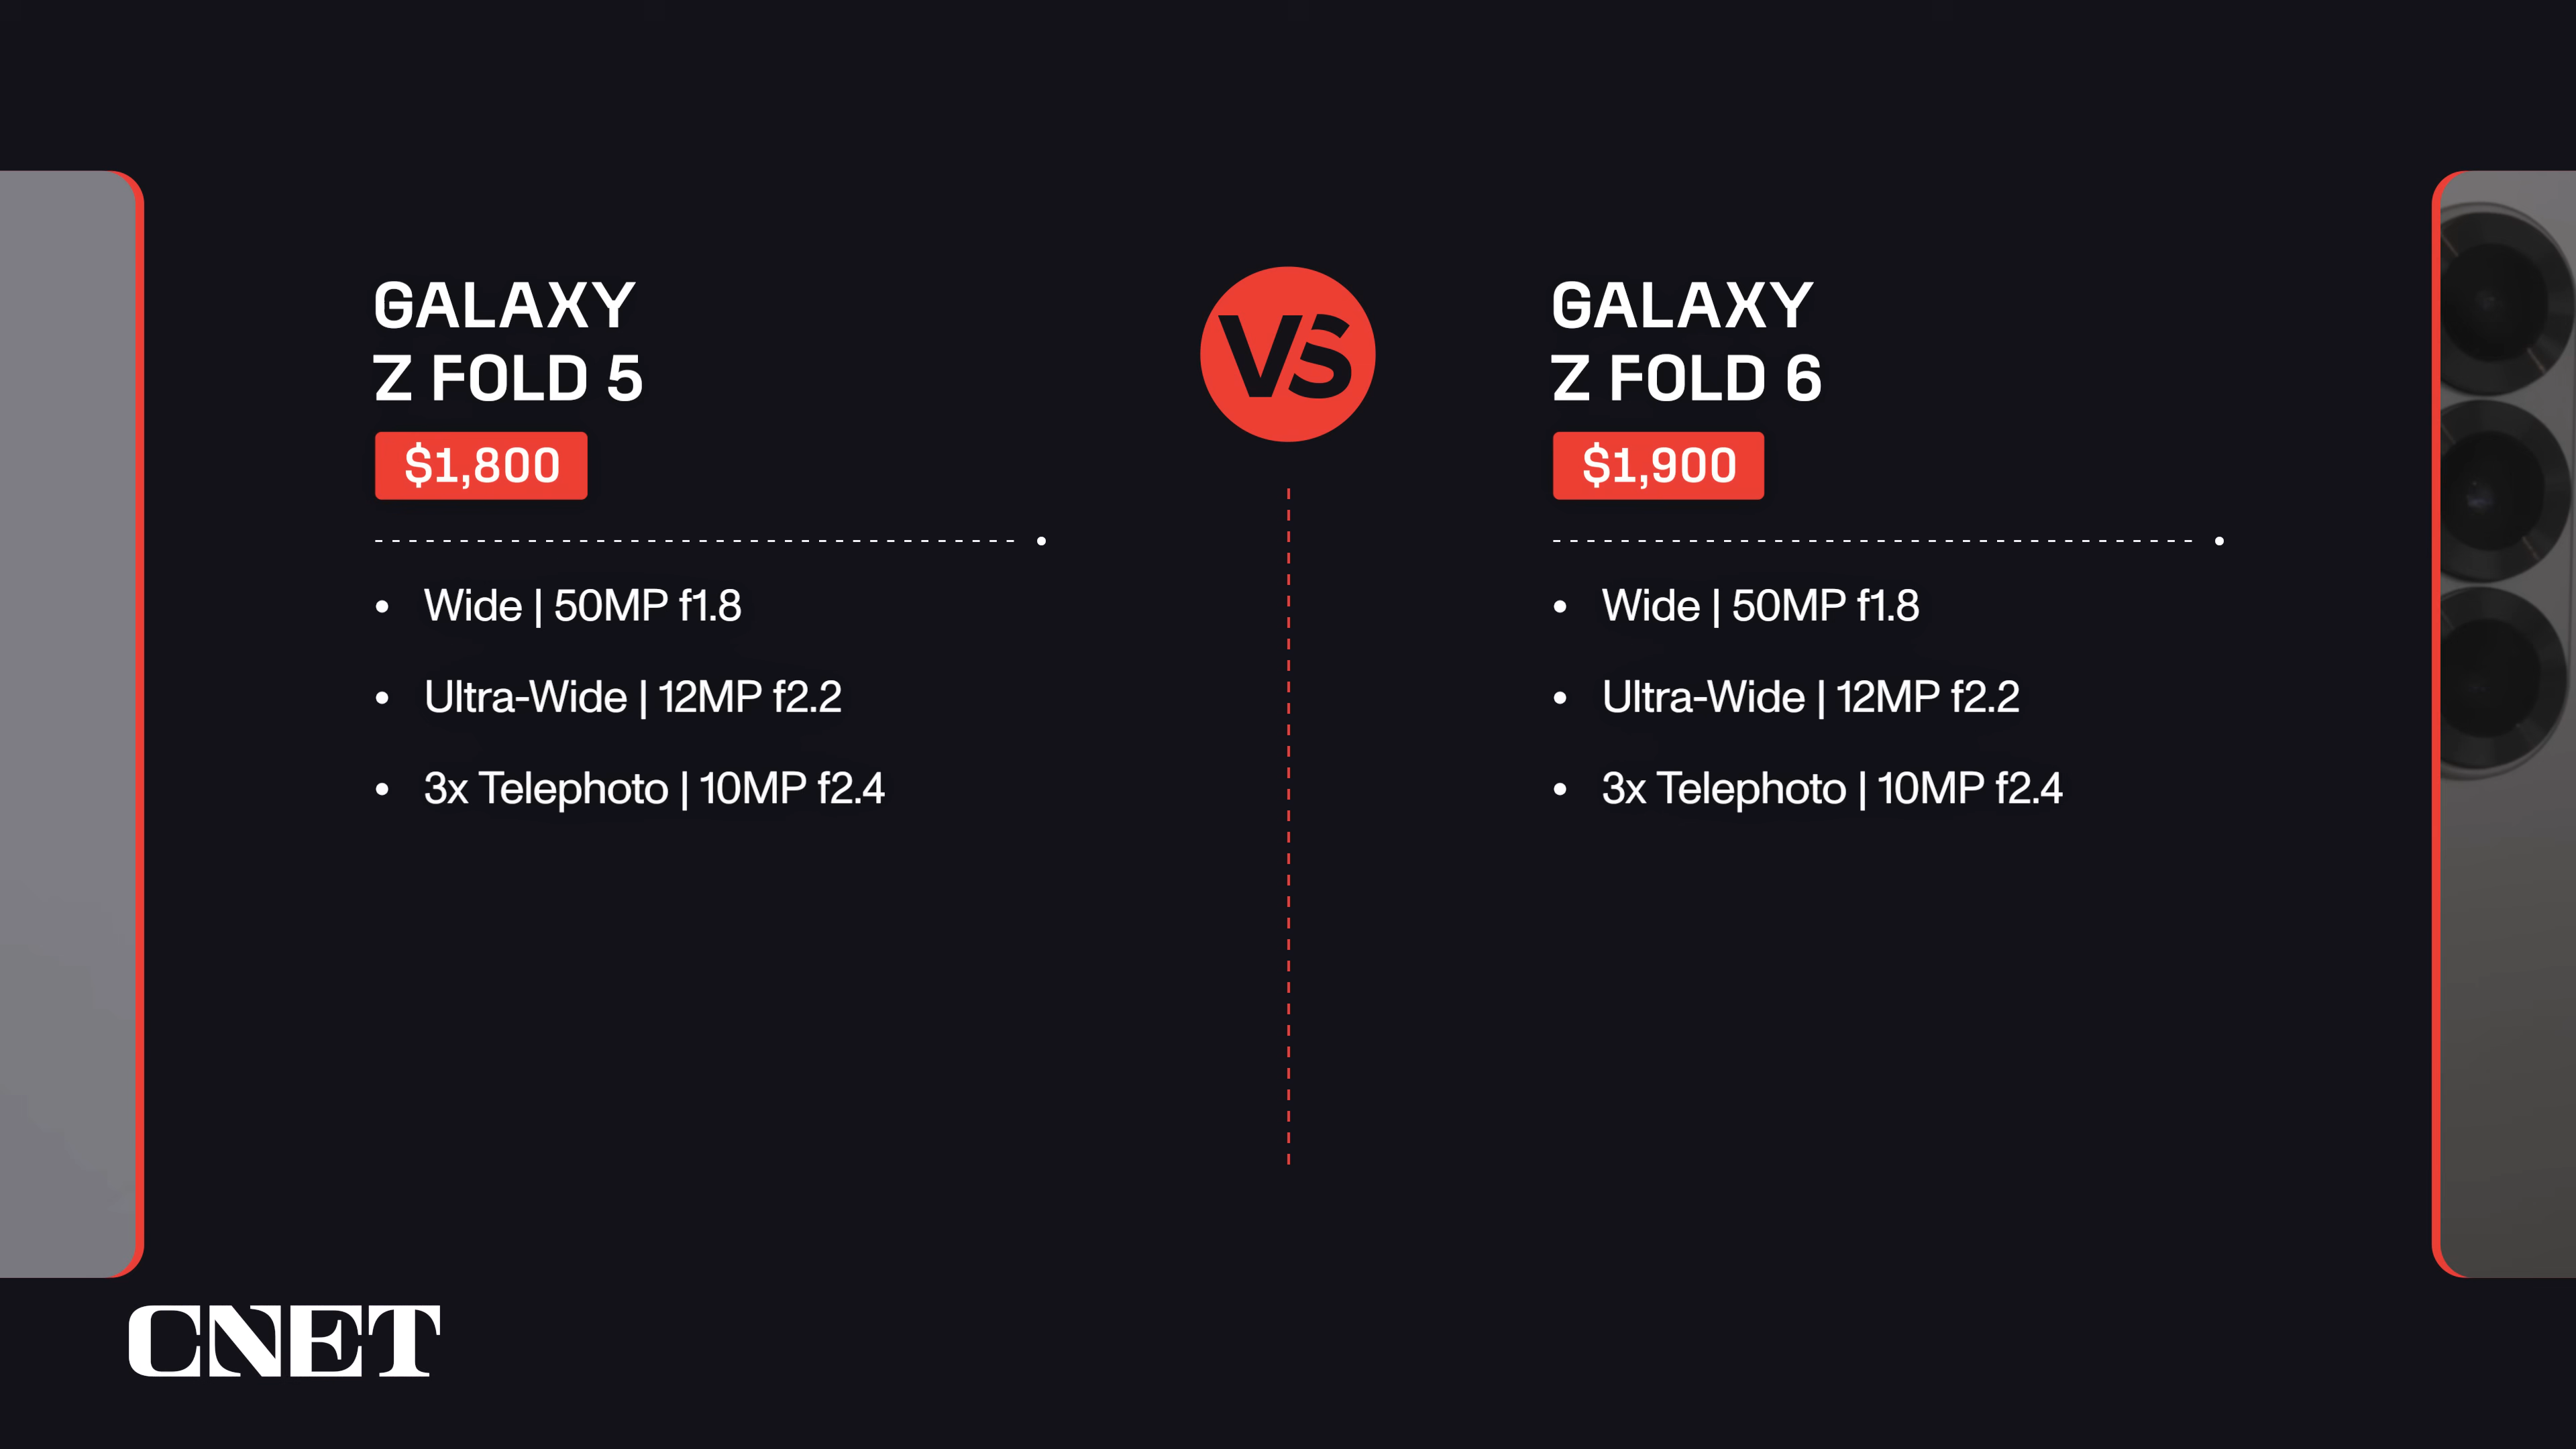 GALAXY
Z FOLD 5
$1,800
• Wide | 50MP f1.8
• Ultra-Wide | 12MP f2.2
• 3x Telephoto | 10MP f2.4
VS
GALAXY
Z FOLD 6
$1,900
• Wide | 50MP f1.8
• Ultra-Wide | 12MP f2.2
• 3x Telephoto | 10MP f2.4
CNET